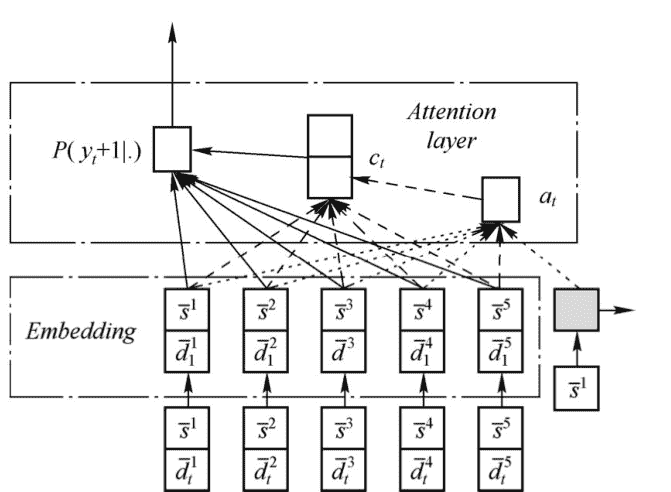 Attention
layer
P( y_t+1|.)
c_t
a_t
Embedding
s̄^1 s̄^2 s̄^3 s̄^4 s̄^5
d̄_1^1 d̄_1^2 d̄^3 d̄_1^4 d̄_1^5
s̄^1
s̄^1 s̄^2 s̄^3 s̄^4 s̄^5
d̄_t^1 d̄_t^2 d̄_t^3 d̄_t^4 d̄_t^5